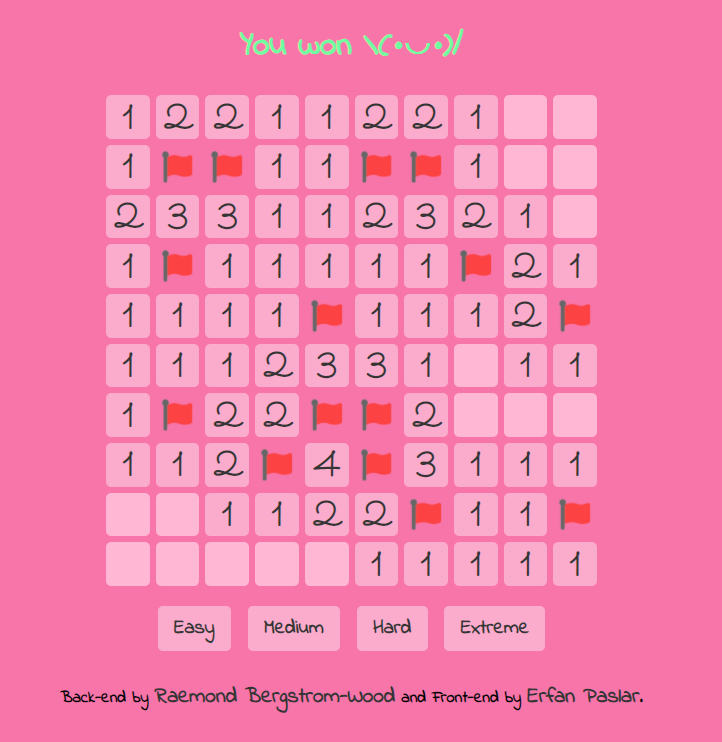 You won \(•◡•)/
1 2 2 1 1 2 2 1
1 1 1 1
2 3 3 1 1 2 3 2 1
1 1 1 1 1 1 2 1
1 1 1 1 1 1 1 2
1 1 1 2 3 3 1 1 1
1 2 2 2
1 1 2 4 3 1 1 1
1 1 2 2 1 1
1 1 1 1 1
Easy Medium Hard Extreme
Back-end by Raemond Bergstrom-Wood and Front-end by Erfan Paslar.